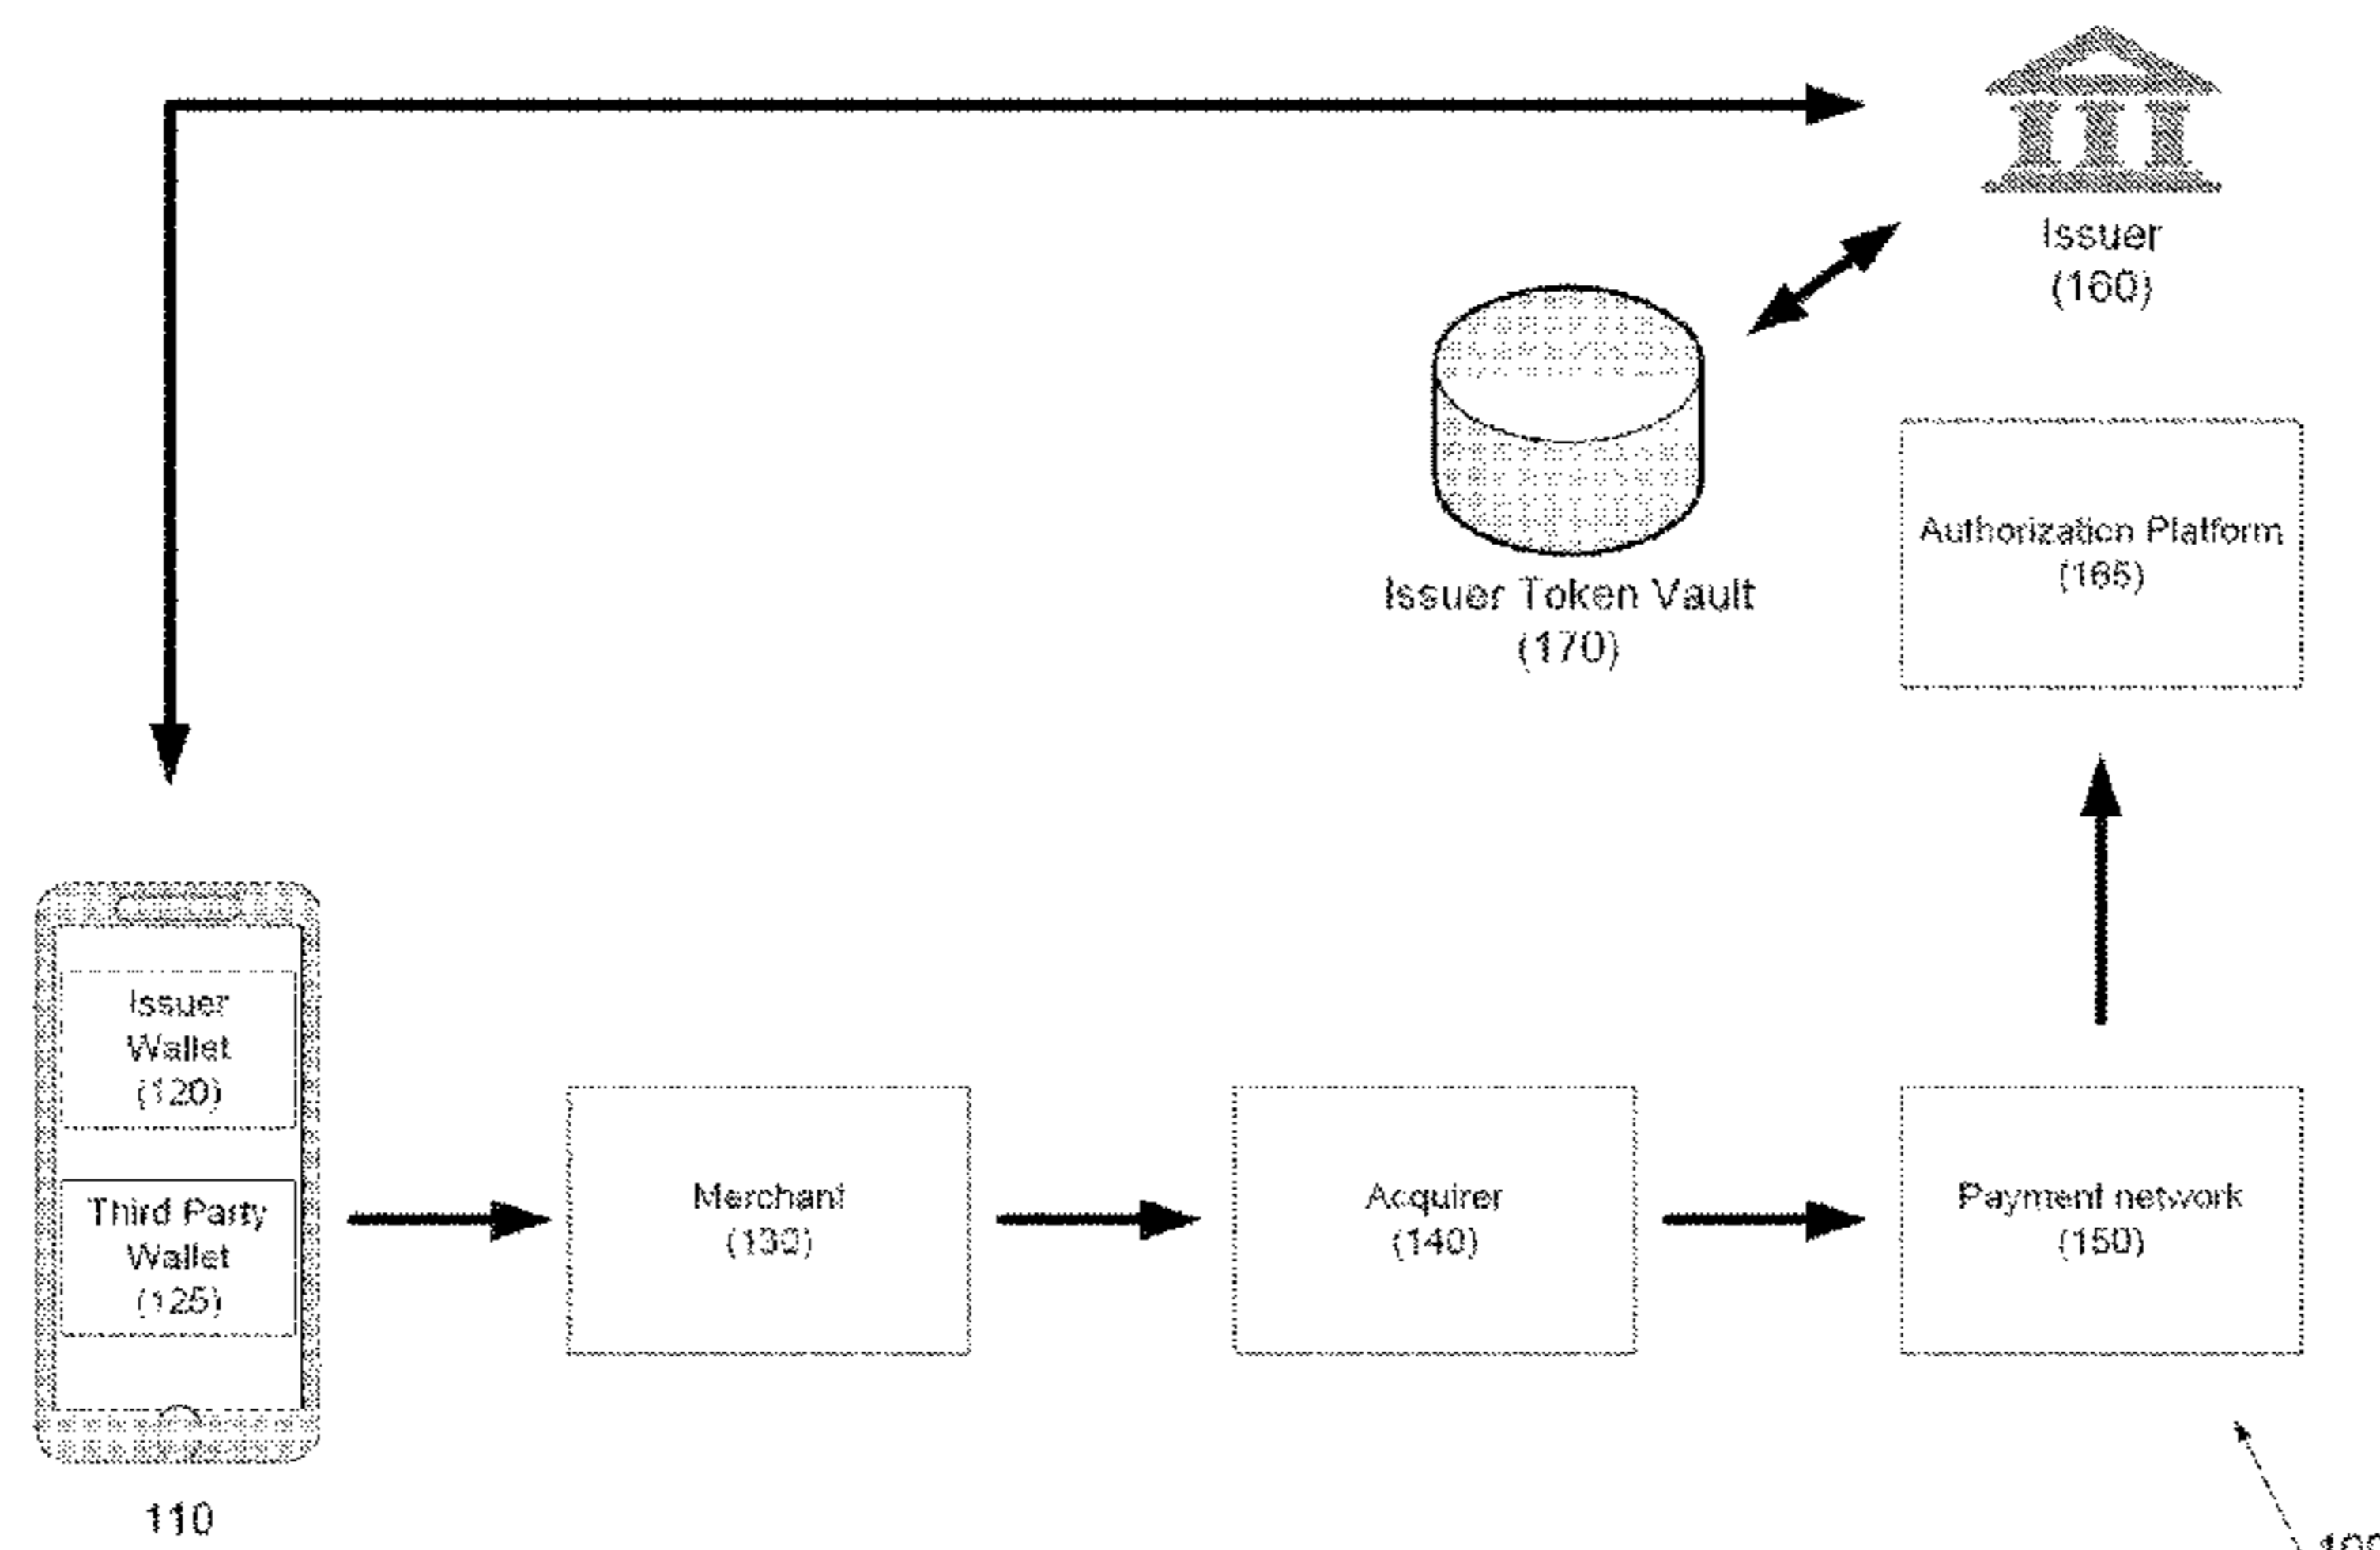 Issuer
(160)
Authorization Platform
(165)
Issuer Token Vault
(170)
Issuer
Wallet
(120)
Third Party
Wallet
(125)
Merchant
(130)
Acquirer
(140)
Payment network
(150)
110